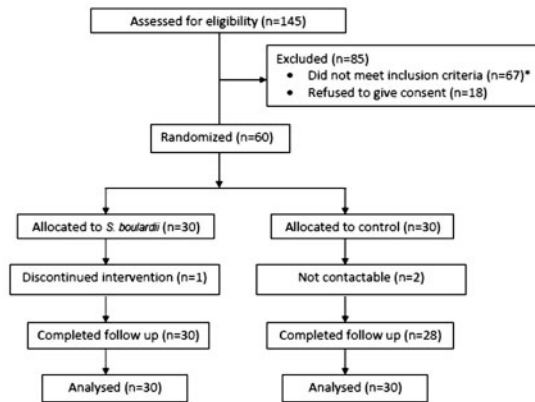 Assessed for eligibility (n=145)
Excluded (n=85)
• Did not meet inclusion criteria (n=67)*
• Refused to give consent (n=18)
Randomized (n=60)
Allocated to S. boulardii (n=30)
Allocated to control (n=30)
Discontinued intervention (n=1)
Not contactable (n=2)
Completed follow up (n=30)
Completed follow up (n=28)
Analysed (n=30)
Analysed (n=30)